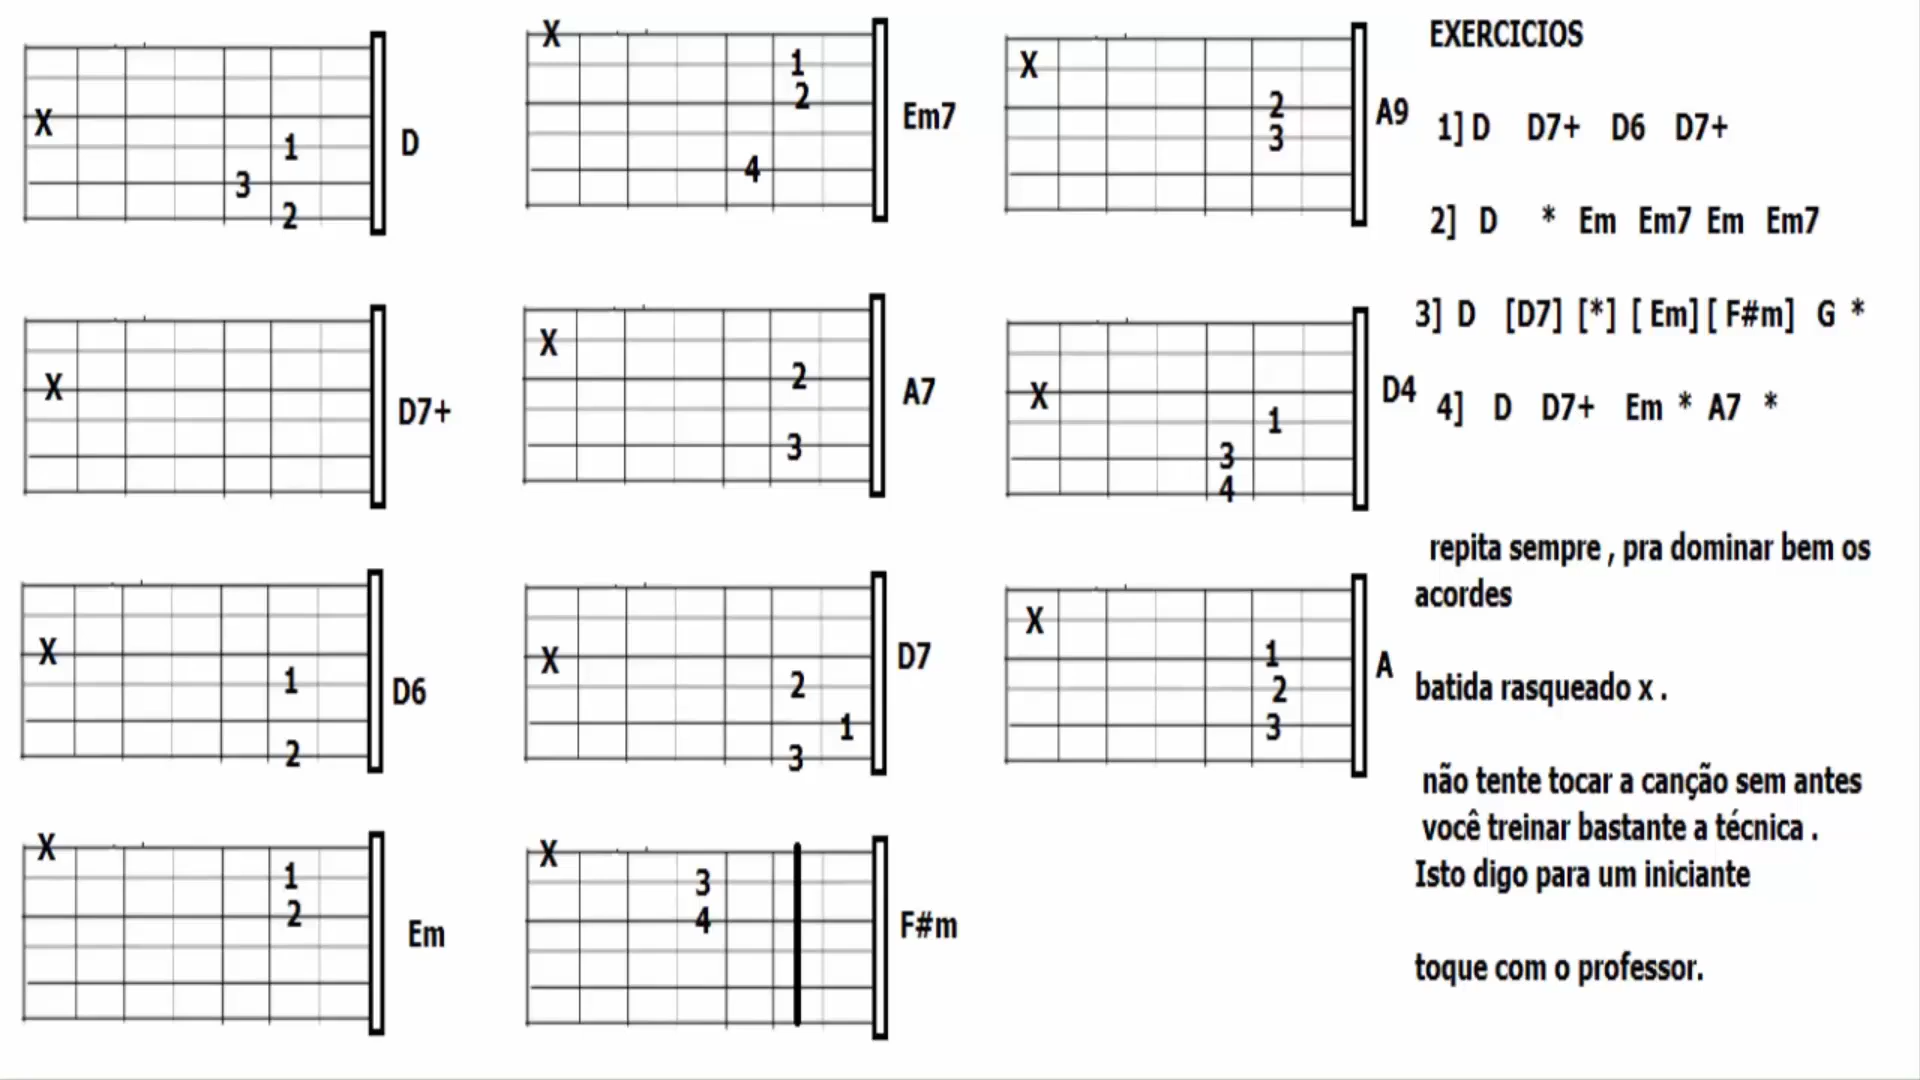 X
1
3
2
D
X
1
2
4
Em7
X
2
3
A9
X
D7+
X
2
3
A7
X
1
3
4
D4
X
1
2
D6
X
2
1
3
D7
X
1
2
3
A
X
1
2
Em
X
3
4
F#m
EXERCICIOS
1] D D7+ D6 D7+
2] D * Em Em7 Em Em7
3] D [D7] [*] [ Em] [ F#m] G *
4] D D7+ Em * A7 *
repita sempre , pra dominar bem os
acordes
batida rasqueado x .
não tente tocar a canção sem antes
você treinar bastante a técnica .
Isto digo para um iniciante
toque com o professor.